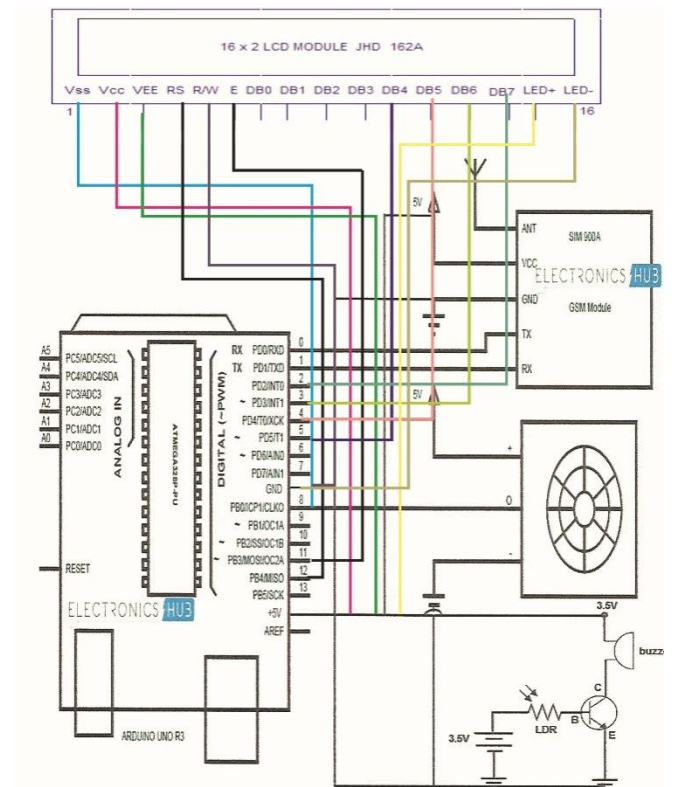 16 x 2 LCD MODULE JHD 162A
Vss Vcc VEE RS R/W E DB0 DB1 DB2 DB3 DB4 DB5 DB6 DB7 LED+ LED-
1 16
5V
ANT
SIM 900A
VCC
ELECTRONICS HUB
GND
GSM Module
TX
RX
A5 PC5/ADC5/SCL
A4 PC4/ADC4/SDA
A3 PC3/ADC3
A2 PC2/ADC2
A1 PC1/ADC1
A0 PC0/ADC0
ANALOG IN
RESET
ATMEGA328P-PU
DIGITAL (~PWM)
RX PD0/RXD 0
TX PD1/TXD 1
PD2/INT0 2
~ PD3/INT1 3
PD4/T0/XCK 4
~ PD5/T1 5
~ PD6/AIN0 6
PD7/AIN1 7
GND
PB0/ICP1/CLKO 8
~ PB1/OC1A 9
~ PB2/SS/OC1B 10
~ PB3/MOSI/OC2A 11
PB4/MISO 12
PB5/SCK 13
+5V
AREF
ELECTRONICS HUB
ARDUINO UNO R3
5V
+
O
-
3.5V
buzze
C
B
E
LDR
3.5V